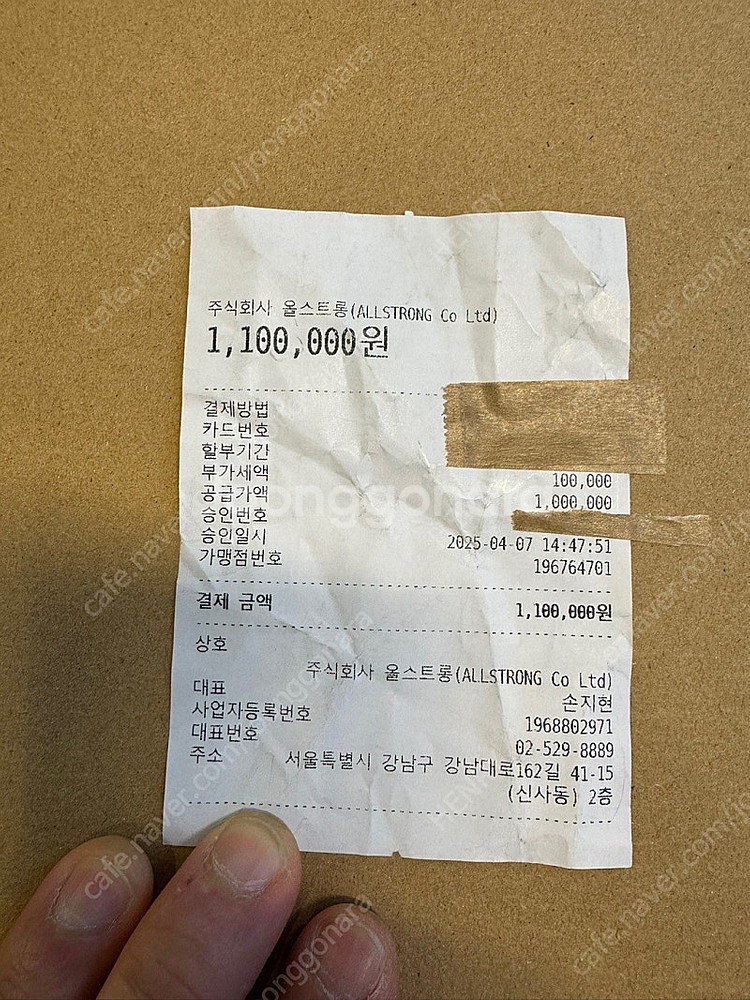 주식회사 올스트롱(ALLSTRONG Co Ltd)
1,100,000원
결제방법
카드번호
할부기간
부가세액 100,000
공급가액 1,000,000
승인번호
승인일시 2025-04-07 14:47:51
가맹점번호 196764701
결제 금액 1,100,000원
상호
주식회사 올스트롱(ALLSTRONG Co Ltd)
대표 손지현
사업자등록번호 1968802971
대표번호 02-529-8889
주소 서울특별시 강남구 강남대로162길 41-15
(신사동) 2층
cafe.naver.com/joonggonara
joonggonara